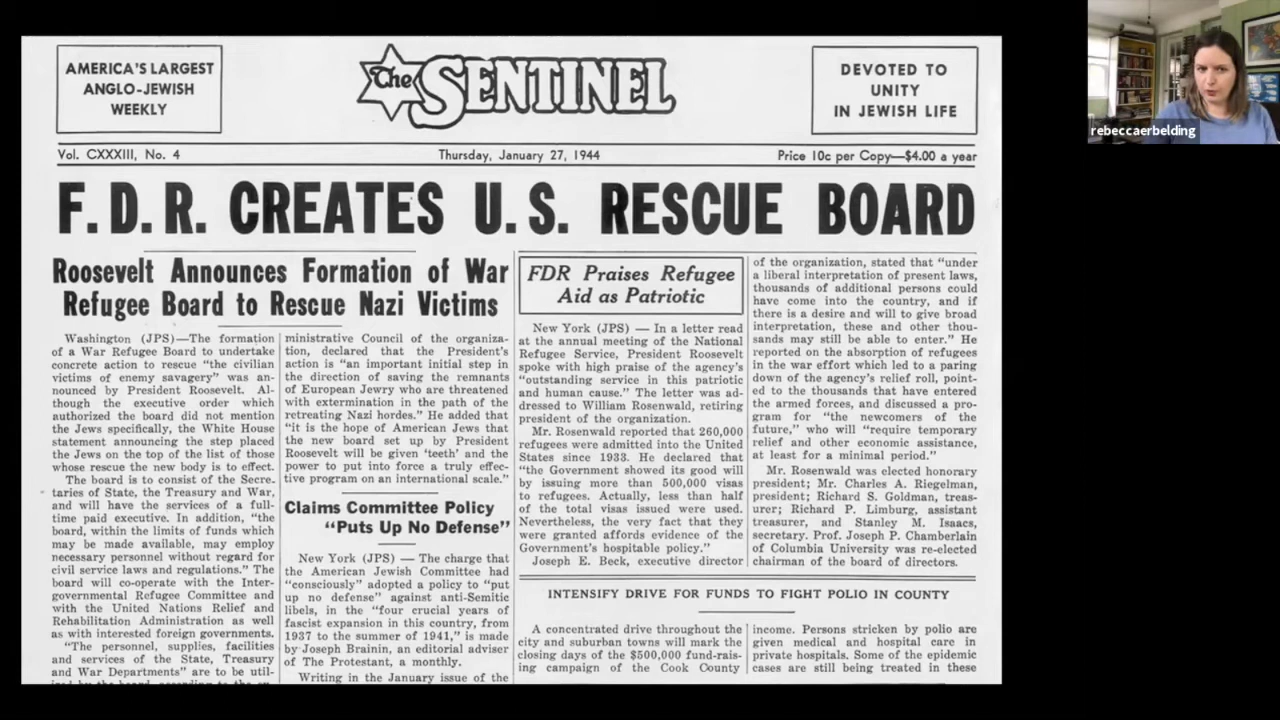 AMERICA'S LARGEST
ANGLO-JEWISH
WEEKLY
The SENTINEL
DEVOTED TO
UNITY
IN JEWISH LIFE
Vol. CXXXIII, No. 4
Thursday, January 27, 1944
Price 10c per Copy—$4.00 a year
F. D. R. CREATES U. S. RESCUE BOARD
Roosevelt Announces Formation of War
Refugee Board to Rescue Nazi Victims
Washington (JPS)—The formation
of a War Refugee Board to undertake
concrete action to rescue "the civilian
victims of enemy savagery" was an-
nounced by President Roosevelt. Al-
though the executive order which
authorized the board did not mention
the Jews specifically, the White House
statement announcing the step placed
the Jews on the top of the list of those
whose rescue the new body is to effect.
The board is to consist of the Secre-
taries of State, the Treasury and War,
and will have the services of a full-
time paid executive. In addition, "the
board, within the limits of funds which
may be made available, may employ
necessary personnel without regard for
civil service laws and regulations." The
board will co-operate with the Inter-
governmental Refugee Committee and
with the United Nations Relief and
Rehabilitation Administration as well
as with interested foreign governments.
"The personnel, supplies, facilities
and services of the State, Treasury
and War Departments" are to be util-
ministrative Council of the organiza-
tion, declared that the President's
action is "an important initial step in
the direction of saving the remnants
of European Jewry who are threatened
with extermination in the path of the
retreating Nazi hordes." He added that
"it is the hope of American Jews that
the new board set up by President
Roosevelt will be given 'teeth' and the
power to put into force a truly effec-
tive program on an international scale."
Claims Committee Policy
"Puts Up No Defense"
New York (JPS) — The charge that
the American Jewish Committee had
"consciously" adopted a policy to "put
up no defense" against anti-Semitic
libels, in the "four crucial years of
fascist expansion in this country, from
1937 to the summer of 1941," is made
by Joseph Brainin, an editorial adviser
of The Protestant, a monthly.
Writing in the January issue of the
FDR Praises Refugee
Aid as Patriotic
New York (JPS) — In a letter read
at the annual meeting of the National
Refugee Service, President Roosevelt
spoke with high praise of the agency's
"outstanding service in this patriotic
and human cause." The letter was ad-
dressed to William Rosenwald, retiring
president of the organization.
Mr. Rosenwald reported that 260,000
refugees were admitted into the United
States since 1933. He declared that
"the Government showed its good will
by issuing more than 500,000 visas
to refugees. Actually, less than half
of the total visas issued were used.
Nevertheless, the very fact that they
were granted affords evidence of the
Government's hospitable policy."
Joseph E. Beck, executive director
of the organization, stated that "under
a liberal interpretation of present laws,
thousands of additional persons could
have come into the country, and if
there is a desire and will to give broad
interpretation, these and other thou-
sands may still be able to enter." He
reported on the absorption of refugees
in the war effort which led to a paring
down of the agency's relief roll, point-
ed to the thousands that have entered
the armed forces, and discussed a pro-
gram for "the newcomers of the
future," who will "require temporary
relief and other economic assistance,
at least for a minimal period."
Mr. Rosenwald was elected honorary
president; Mr. Charles A. Riegelman,
president; Richard S. Goldman, treas-
urer; Richard P. Limburg, assistant
treasurer, and Stanley M. Isaacs,
secretary. Prof. Joseph P. Chamberlain
of Columbia University was re-elected
chairman of the board of directors.
INTENSIFY DRIVE FOR FUNDS TO FIGHT POLIO IN COUNTY
A concentrated drive throughout the
city and suburban towns will mark the
closing days of the $500,000 fund-rais-
ing campaign of the Cook County
income. Persons stricken by polio are
given medical and hospital care in
private hospitals. Some of the epidemic
cases are still being treated in these
rebeccaerbelding